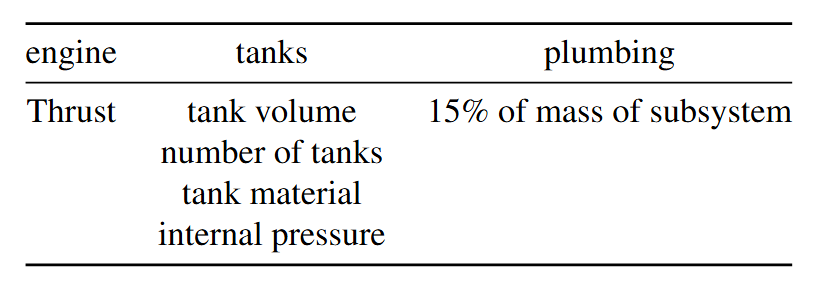 engine tanks plumbing
Thrust tank volume 15% of mass of subsystem
number of tanks
tank material
internal pressure